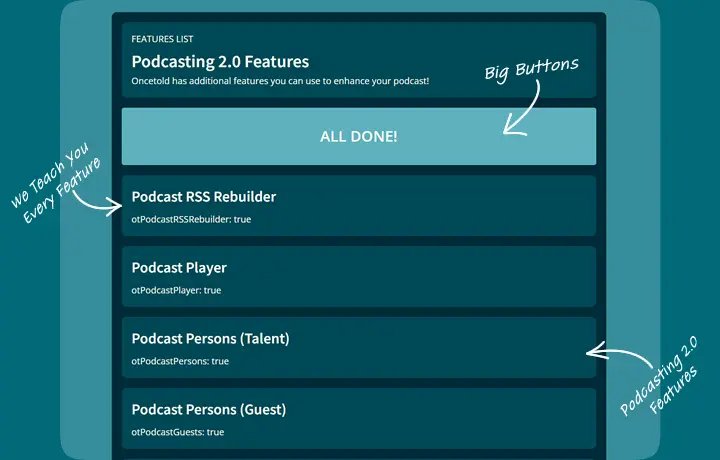 FEATURES LIST
Podcasting 2.0 Features
Oncetold has additional features you can use to enhance your podcast!
Big Buttons
ALL DONE!
We Teach You
Every Feature
Podcast RSS Rebuilder
otPodcastRSSRebuilder: true
Podcast Player
otPodcastPlayer: true
Podcast Persons (Talent)
otPodcastPersons: true
Podcasting 2.0
Features
Podcast Persons (Guest)
otPodcastGuests: true